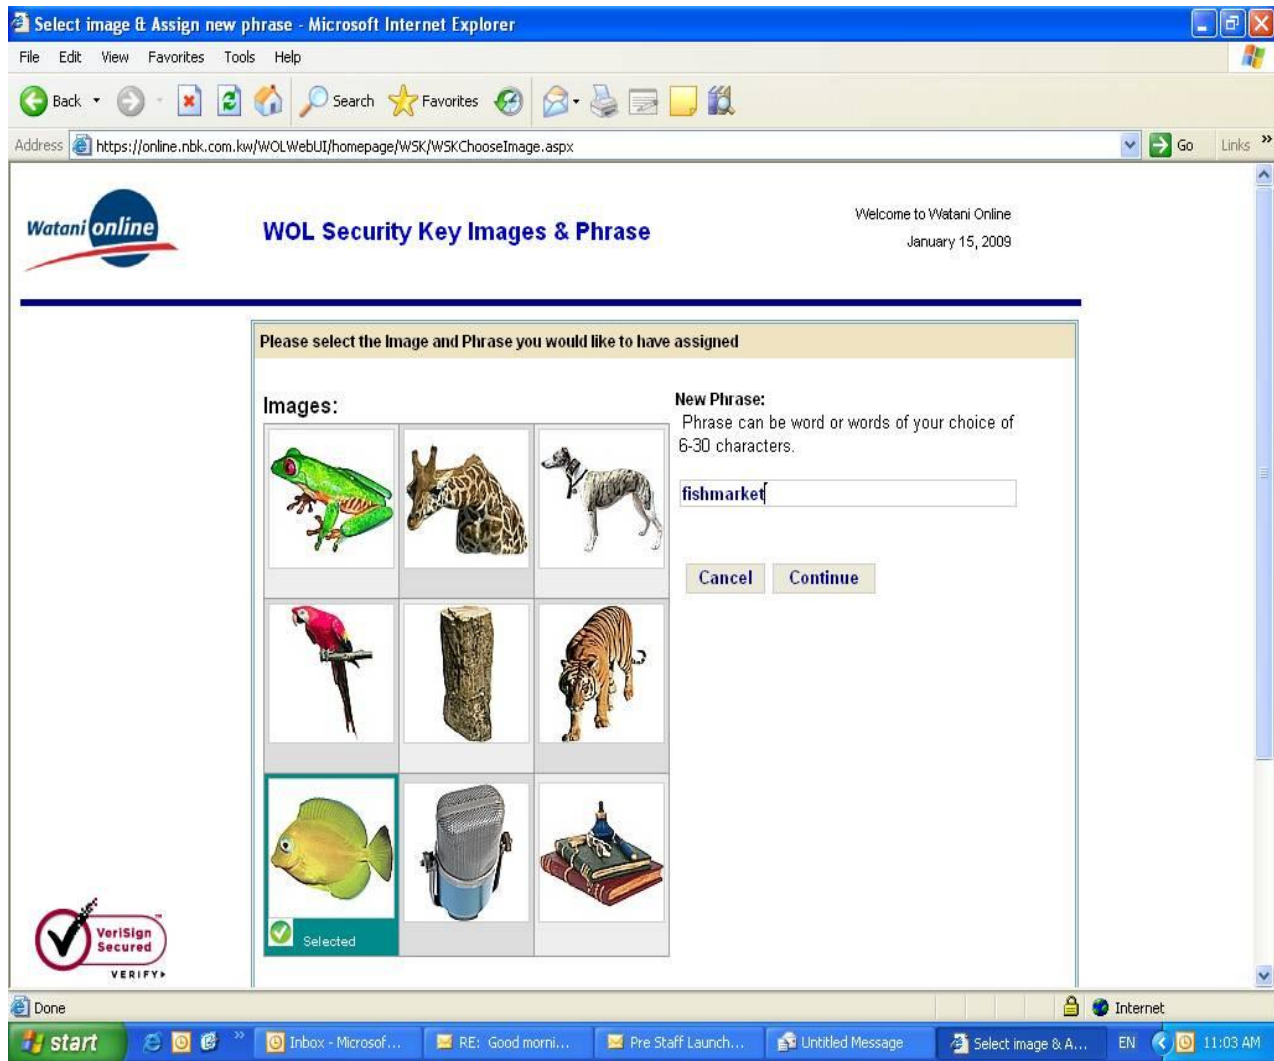 Select image & Assign new phrase - Microsoft Internet Explorer
File Edit View Favorites Tools Help
Back Search Favorites
Address https://online.nbk.com.kw/WOLWebUI/homepage/WSK/WSKChooseImage.aspx Go Links »
Watani online
WOL Security Key Images & Phrase
Welcome to Watani Online
January 15, 2009
Please select the Image and Phrase you would like to have assigned
Images:
New Phrase:
Phrase can be word or words of your choice of
6-30 characters.
fishmarket
Cancel Continue
Selected
VeriSign
Secured
VERIFY
Done Internet
start » Inbox - Microsof... RE: Good morni... Pre Staff Launch... Untitled Message Select image & A... EN 11:03 AM